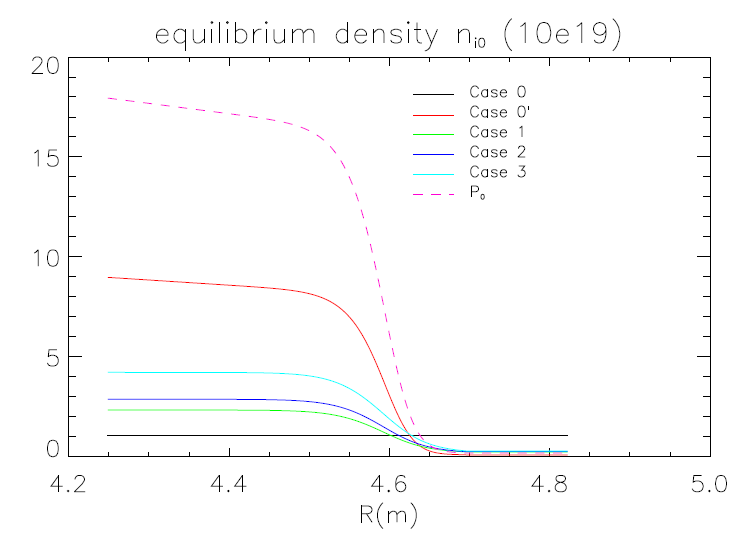 equilibrium density n_i0 (10e19)
20
15
10
5
0
Case 0
Case 0'
Case 1
Case 2
Case 3
P_0
4.2 4.4 4.6 4.8 5.0
R(m)